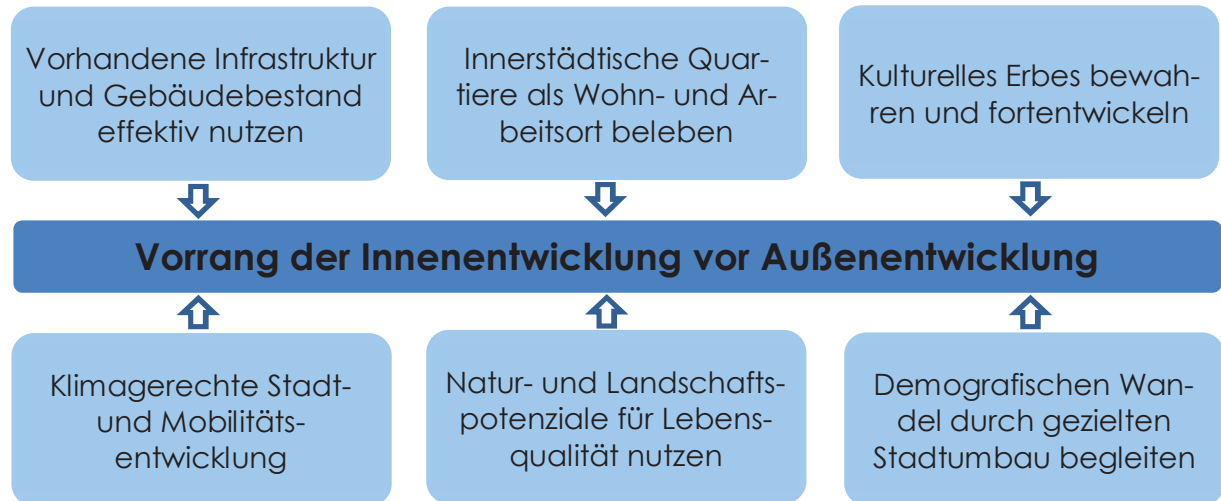 Vorhandene Infrastruktur
und Gebäudebestand
effektiv nutzen
Innerstädtische Quar-
tiere als Wohn- und Ar-
beitsort beleben
Kulturelles Erbes bewah-
ren und fortentwickeln
Vorrang der Innenentwicklung vor Außenentwicklung
Klimagerechte Stadt-
und Mobilitäts-
entwicklung
Natur- und Landschafts-
potenziale für Lebens-
qualität nutzen
Demografischen Wan-
del durch gezielten
Stadtumbau begleiten